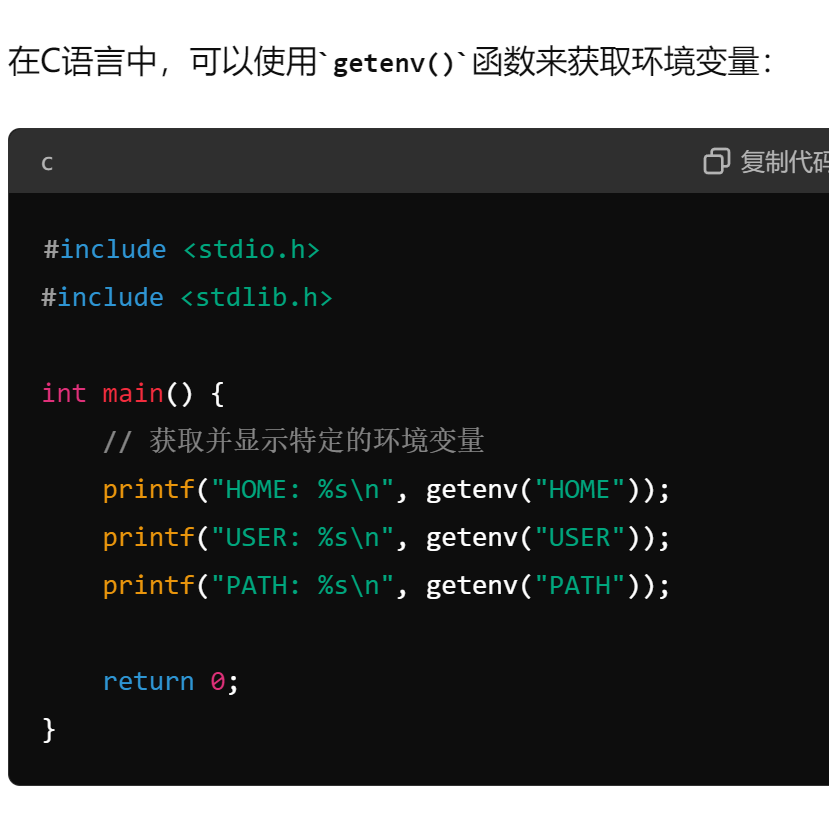 在C语言中，可以使用`getenv()`函数来获取环境变量：
c
复制代码
#include <stdio.h>
#include <stdlib.h>
int main() {
    // 获取并显示特定的环境变量
    printf("HOME: %s\n", getenv("HOME"));
    printf("USER: %s\n", getenv("USER"));
    printf("PATH: %s\n", getenv("PATH"));
    return 0;
}